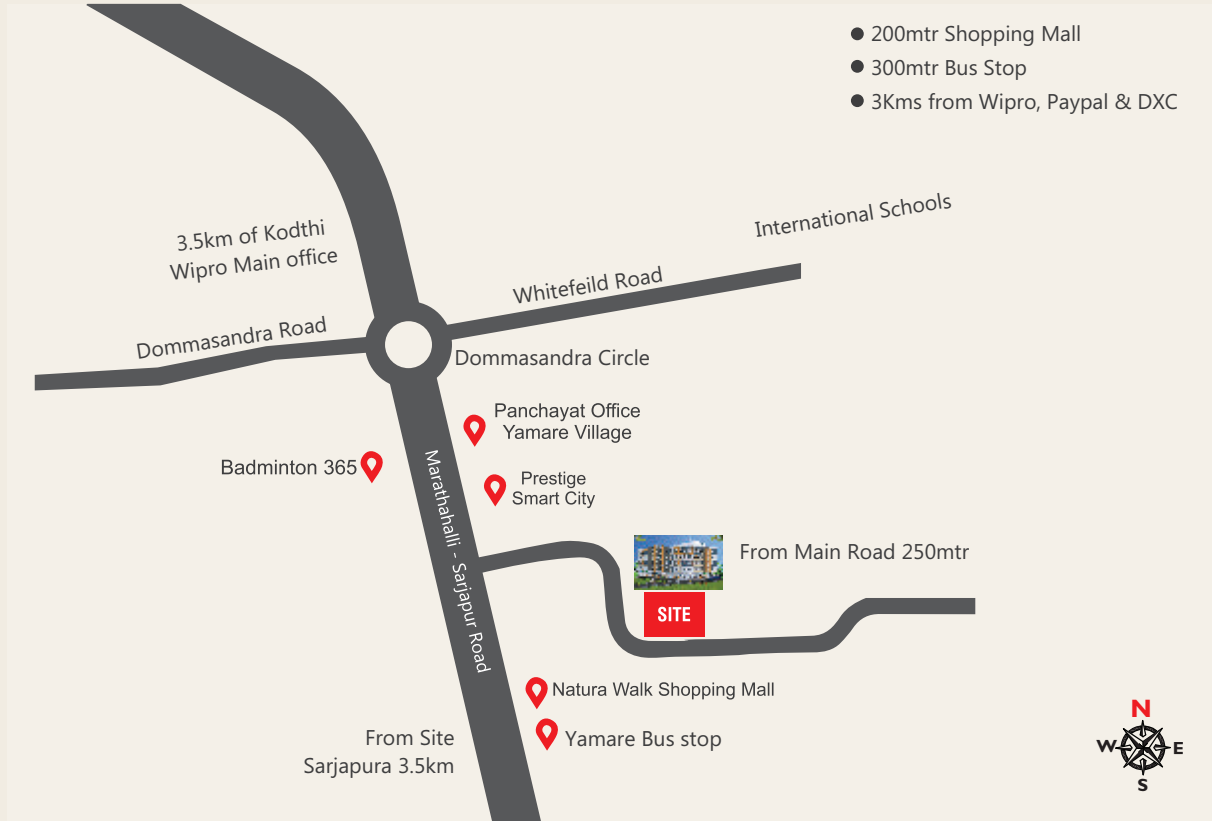 ● 200mtr Shopping Mall
● 300mtr Bus Stop
● 3Kms from Wipro, Paypal & DXC
International Schools
3.5km of Kodthi
Wipro Main office
Whitefeild Road
Dommasandra Road
Dommasandra Circle
Panchayat Office
Yamare Village
Badminton 365
Prestige
Smart City
Marathahalli - Sarjapur Road
From Main Road 250mtr
SITE
Natura Walk Shopping Mall
Yamare Bus stop
From Site
Sarjapura 3.5km
N
W
E
S